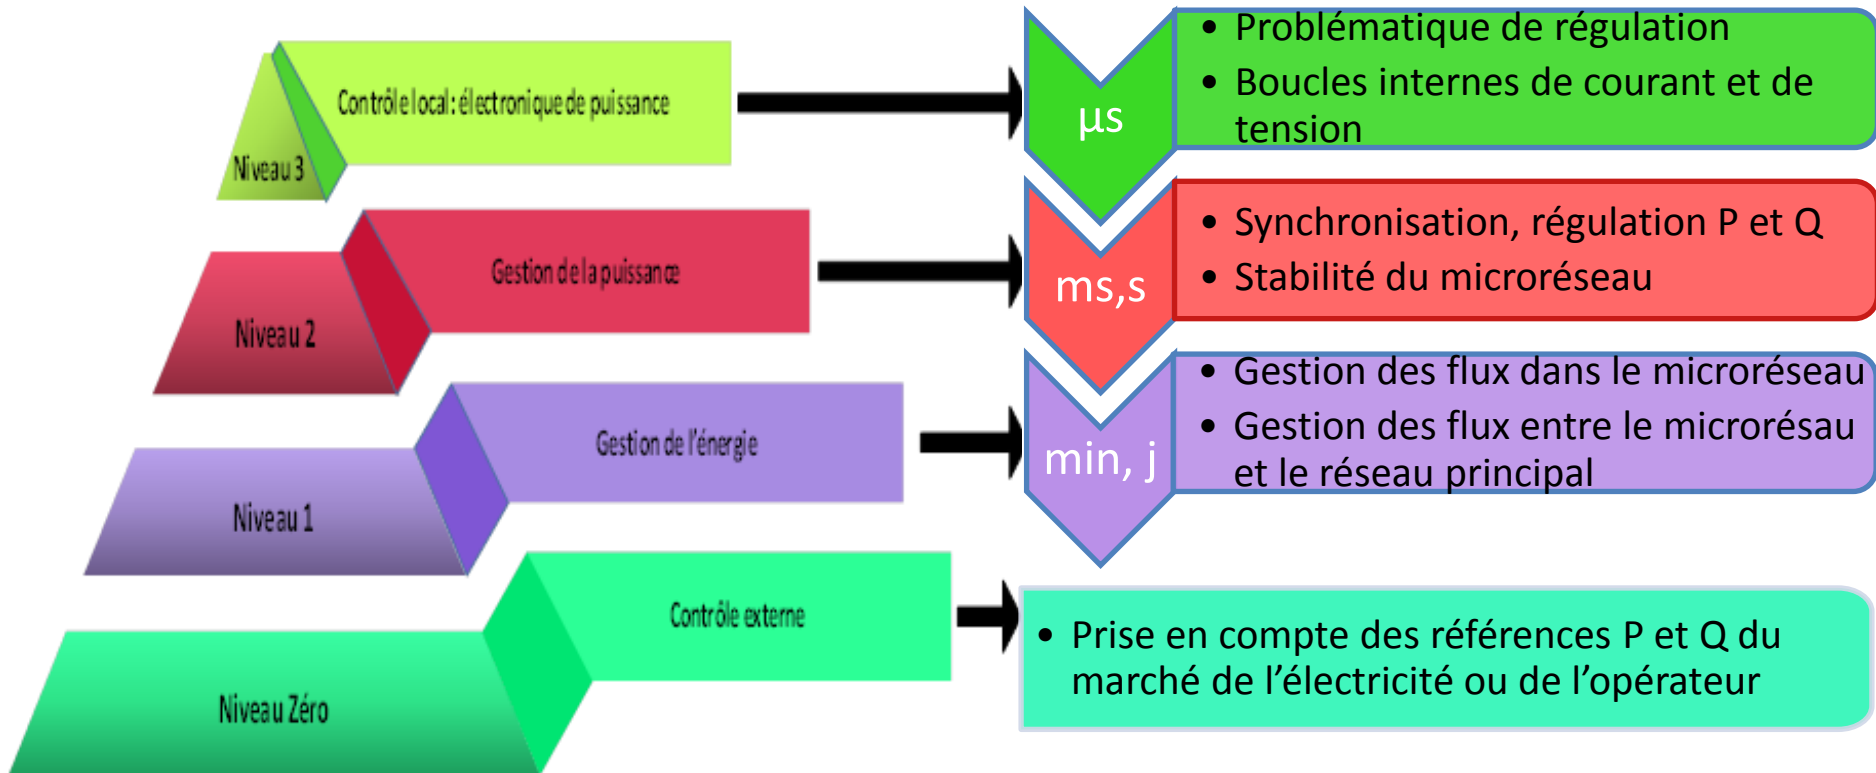 Contrôle local: électronique de puissance
Niveau 3
µs
• Problématique de régulation
• Boucles internes de courant et de
tension
Gestion de la puissance
Niveau 2
ms,s
• Synchronisation, régulation P et Q
• Stabilité du microréseau
Gestion de l'énergie
Niveau 1
min, j
• Gestion des flux dans le microréseau
• Gestion des flux entre le microrésau
et le réseau principal
Contrôle externe
Niveau Zéro
• Prise en compte des références P et Q du
marché de l’électricité ou de l’opérateur